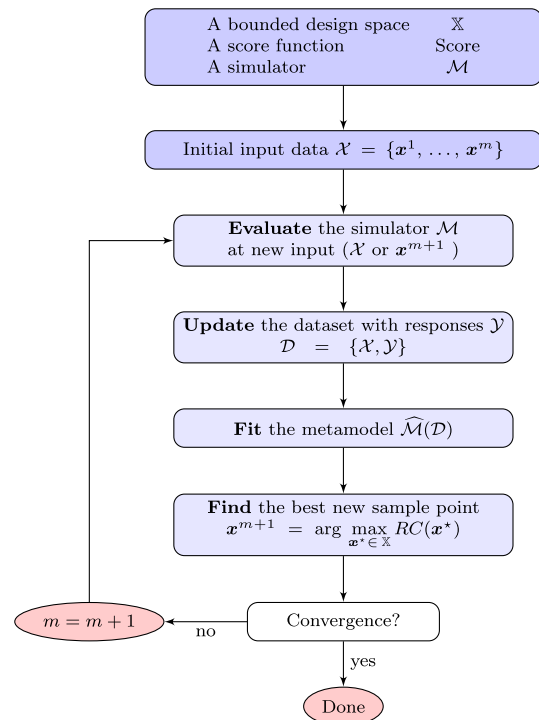 A bounded design space 𝕏
A score function Score
A simulator ℳ
Initial input data 𝒳 = {𝒙¹, …, 𝒙ᵐ}
Evaluate the simulator ℳ
at new input (𝒳 or 𝒙ᵐ⁺¹ )
Update the dataset with responses 𝒴
𝒟 = {𝒳, 𝒴}
Fit the metamodel ℳ̂(𝒟)
Find the best new sample point
𝒙ᵐ⁺¹ = arg max RC(𝒙⋆)
𝒙⋆ ∈ 𝕏
Convergence?
no
m = m + 1
yes
Done